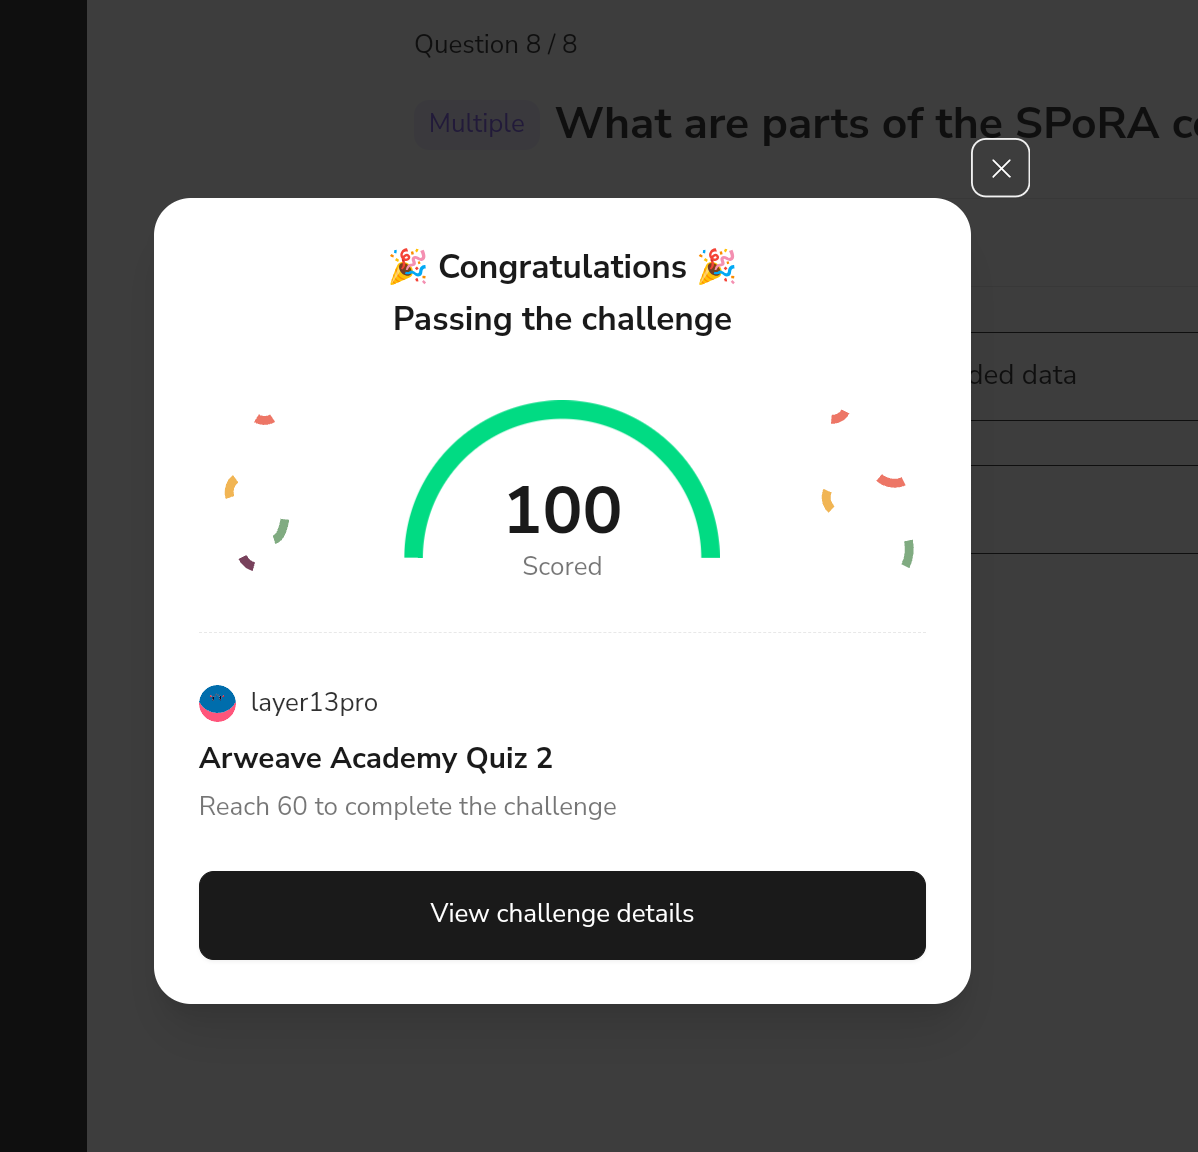 Question 8 / 8
Multiple What are parts of the SPoRA
🎉 Congratulations 🎉
Passing the challenge
data
100
Scored
layer13pro
Arweave Academy Quiz 2
Reach 60 to complete the challenge
View challenge details